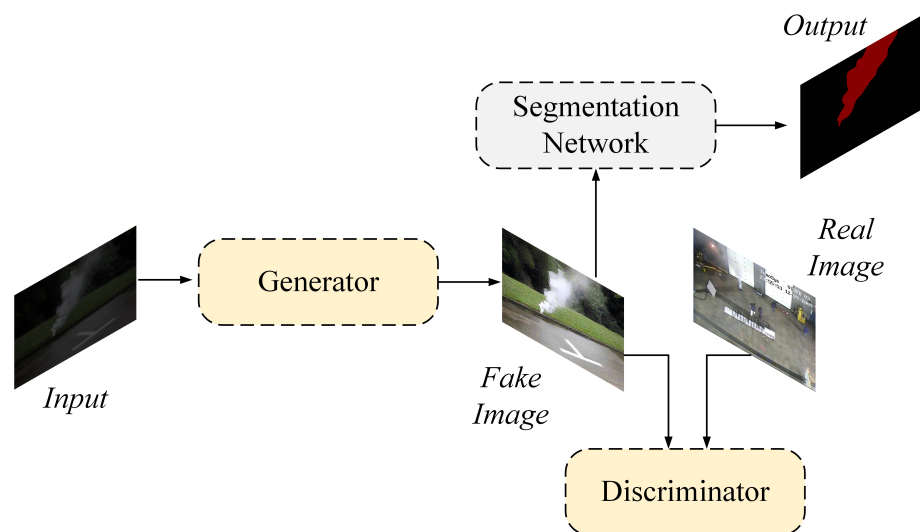 Output
Segmentation
Network
Real
Image
Generator
Input
Fake
Image
Discriminator